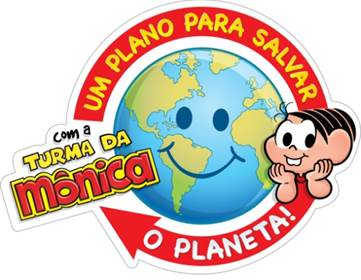 UM PLANO PARA SALVAR
O PLANETA!
com a
TURMA DA
Mônica